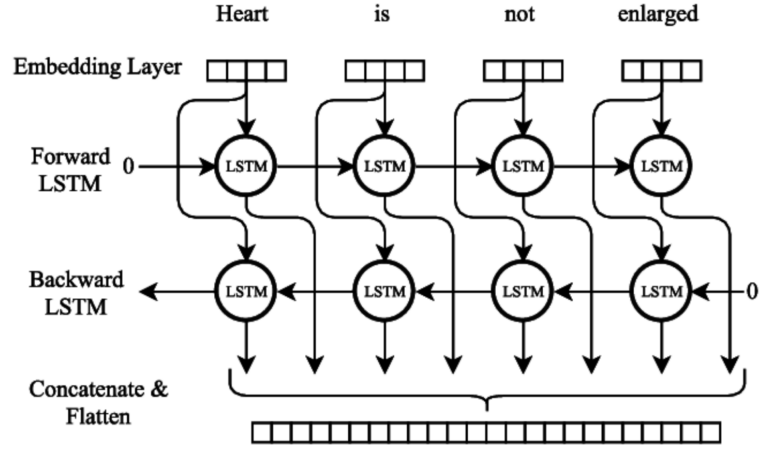 Heart is not enlarged
Embedding Layer
Forward
LSTM
0
LSTM LSTM LSTM LSTM
Backward
LSTM
LSTM LSTM LSTM LSTM
0
Concatenate &
Flatten